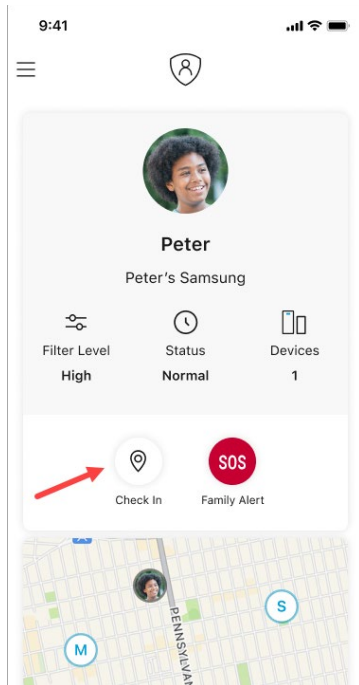 9:41
Peter
Peter's Samsung
Filter Level Status Devices
High Normal 1
SOS
Check In Family Alert
S
PENNSYLVAN
M